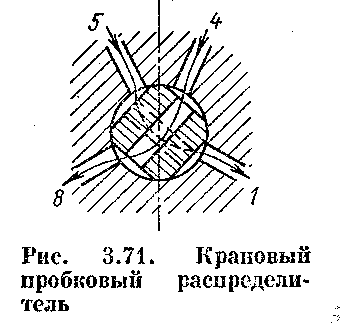 5 4
8 1
Рис. 3.71. Крановый
пробковый распредели-
тель